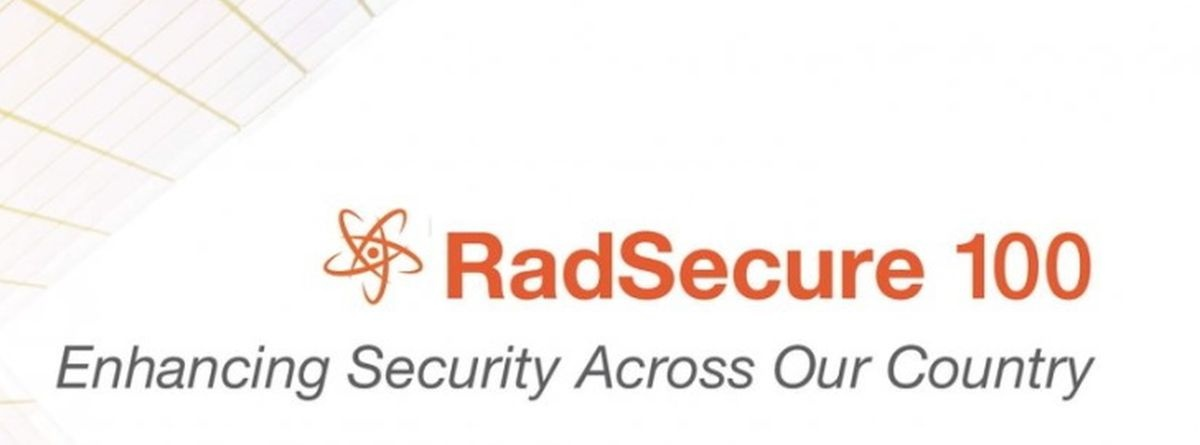 RadSecure 100
Enhancing Security Across Our Country